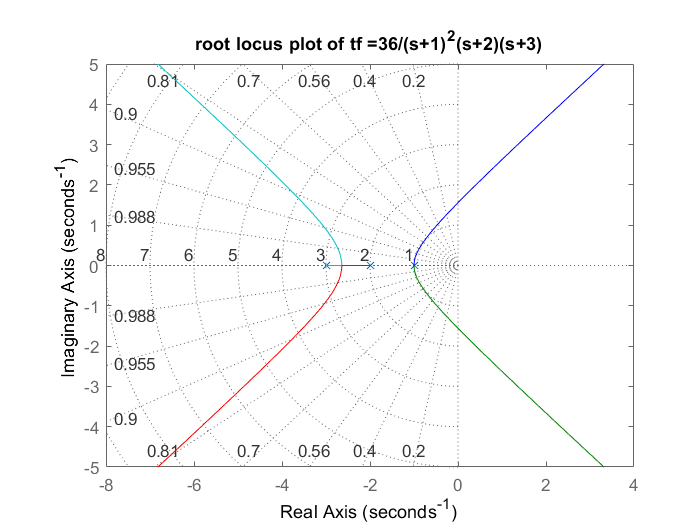 root locus plot of tf =36/(s+1)²(s+2)(s+3)
5
4
3
2
1
0
-1
-2
-3
-4
-5
Imaginary Axis (seconds⁻¹)
0.81 0.7 0.56 0.4 0.2
0.9
0.955
0.988
8 7 6 5 4 3 2 1
0.988
0.955
0.9
0.81 0.7 0.56 0.4 0.2
-8 -6 -4 -2 0 2 4
Real Axis (seconds⁻¹)